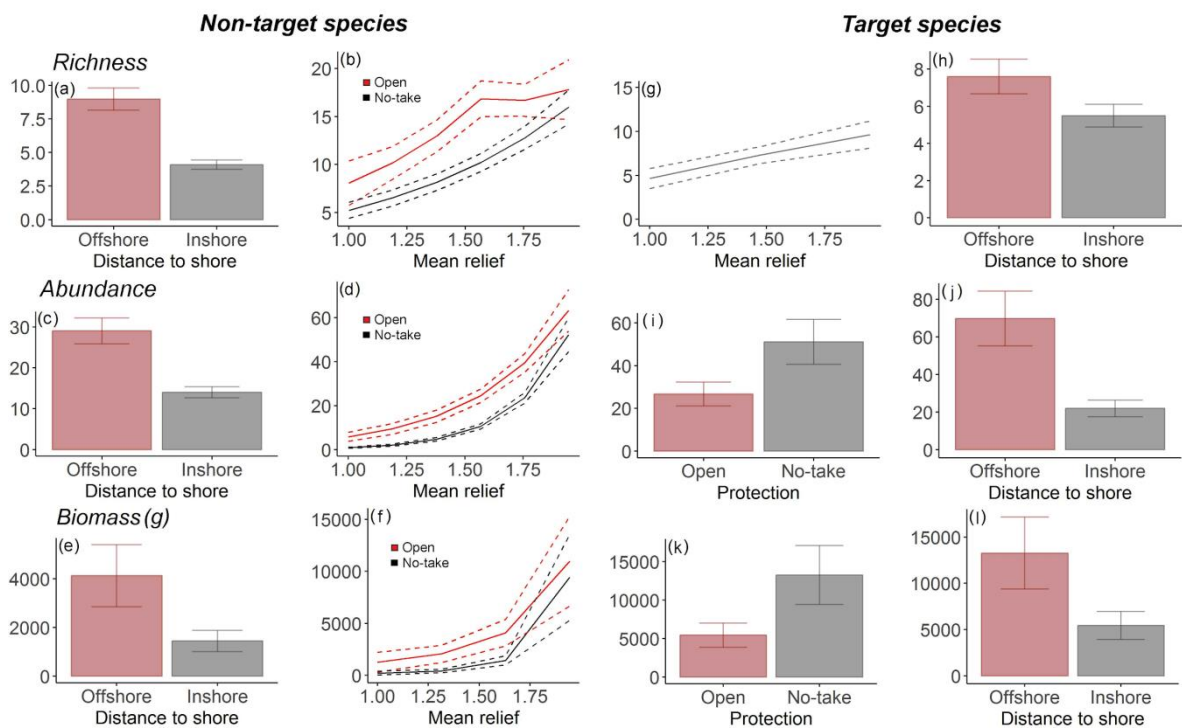 Non-target species
Target species
Richness
(a)
10.0
7.5
5.0
2.5
0.0
Offshore Inshore
Distance to shore
(b)
20
15
10
5
Open
No-take
1.00 1.25 1.50 1.75
Mean relief
(g)
15
10
5
0
1.00 1.25 1.50 1.75
Mean relief
(h)
8
6
4
2
0
Offshore Inshore
Distance to shore
Abundance
(c)
30
20
10
0
Offshore Inshore
Distance to shore
(d)
60
40
20
0
Open
No-take
1.00 1.25 1.50 1.75
Mean relief
(i)
60
40
20
0
Open No-take
Protection
(j)
80
60
40
20
0
Offshore Inshore
Distance to shore
Biomass (g)
(e)
4000
2000
0
Offshore Inshore
Distance to shore
(f)
15000
10000
5000
0
Open
No-take
1.00 1.25 1.50 1.75
Mean relief
(k)
15000
10000
5000
0
Open No-take
Protection
(l)
15000
10000
5000
0
Offshore Inshore
Distance to shore